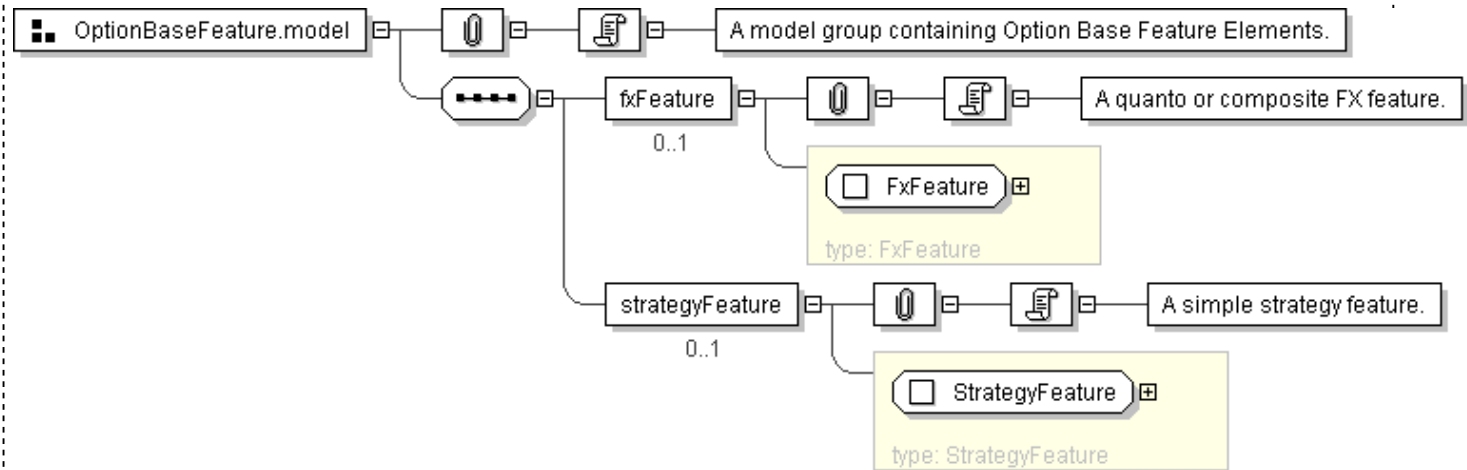 OptionBaseFeature.model
A model group containing Option Base Feature Elements.
fxFeature
A quanto or composite FX feature.
0..1
FxFeature
type: FxFeature
strategyFeature
A simple strategy feature.
0..1
StrategyFeature
type: StrategyFeature